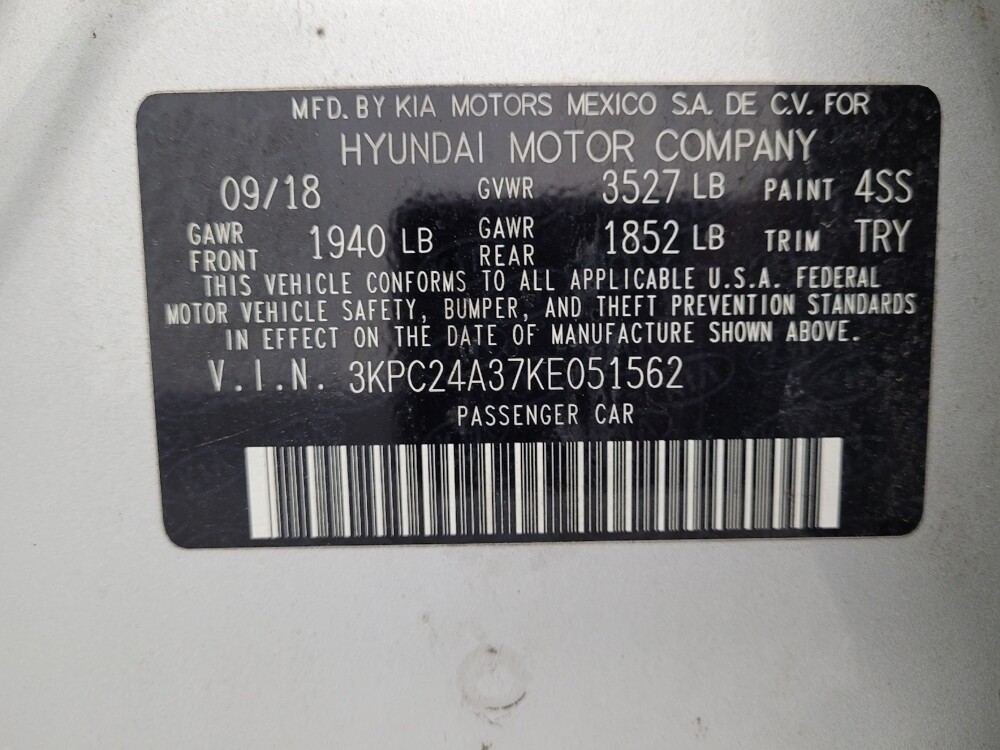 MFD. BY KIA MOTORS MEXICO S.A. DE C.V. FOR
HYUNDAI MOTOR COMPANY
09/18 GVWR 3527 LB PAINT 4SS
GAWR FRONT 1940 LB GAWR REAR 1852 LB TRIM TRY
THIS VEHICLE CONFORMS TO ALL APPLICABLE U.S.A. FEDERAL
MOTOR VEHICLE SAFETY, BUMPER, AND THEFT PREVENTION STANDARDS
IN EFFECT ON THE DATE OF MANUFACTURE SHOWN ABOVE.
V.I.N. 3KPC24A37KE051562
PASSENGER CAR